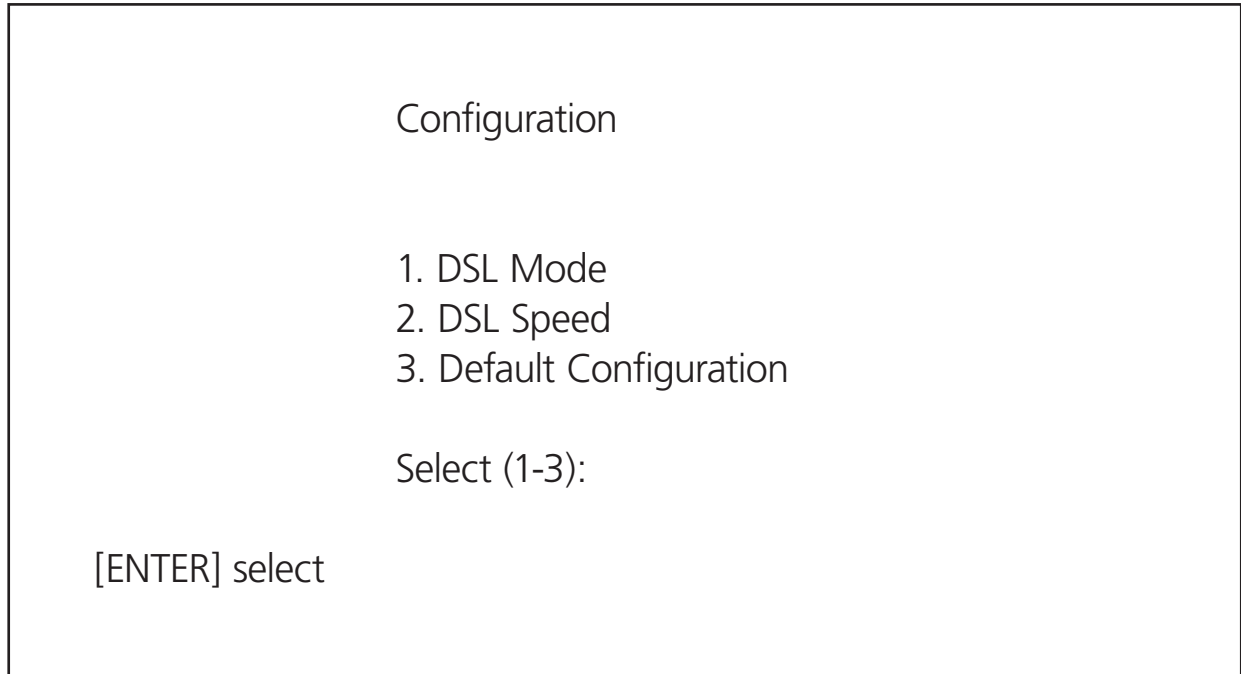 Configuration
1. DSL Mode
2. DSL Speed
3. Default Configuration
Select (1-3):
[ENTER] select